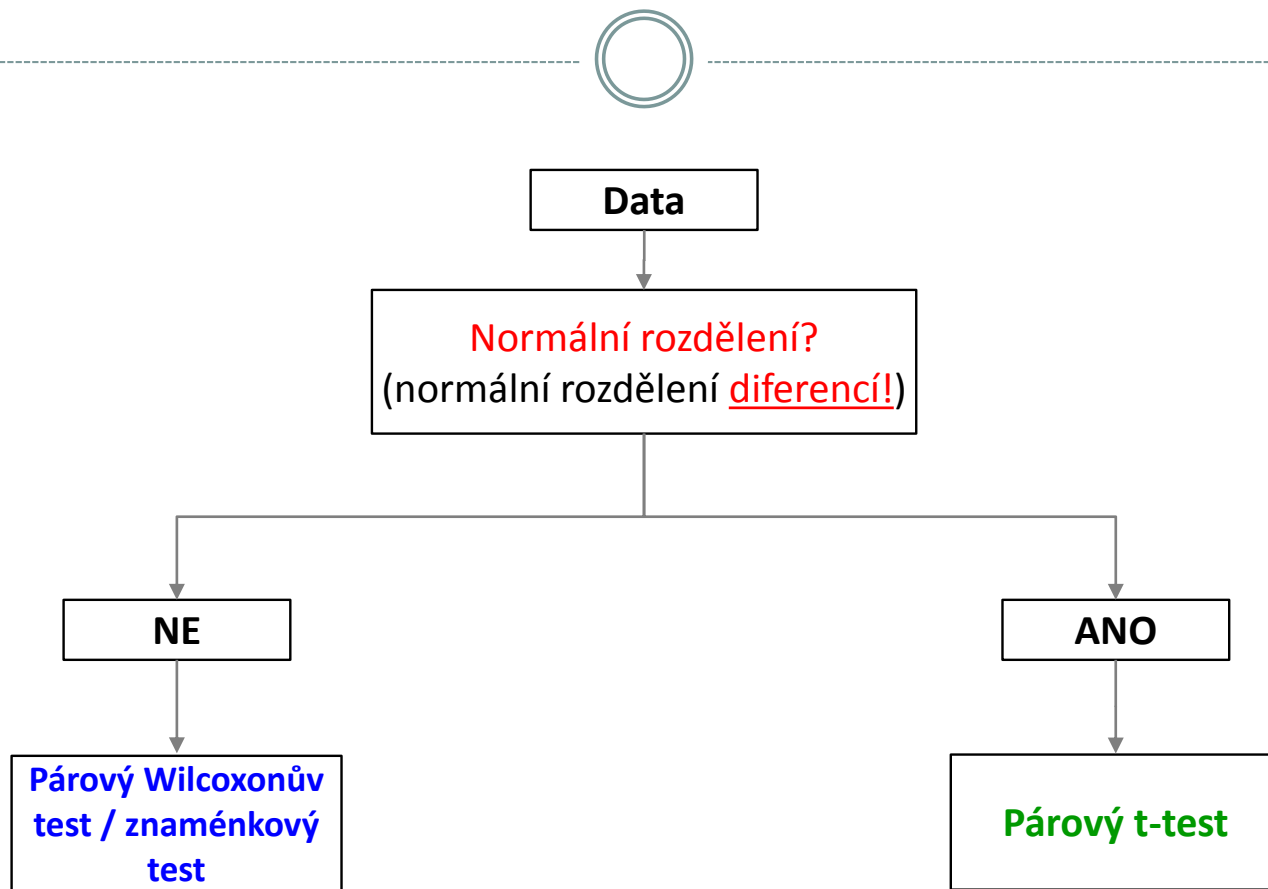 Data
Normální rozdělení?
(normální rozdělení diferencí!)
NE
ANO
Párový Wilcoxonův
test / znaménkový
test
Párový t-test